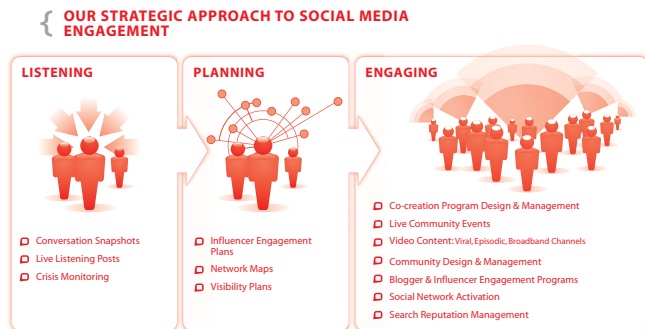 OUR STRATEGIC APPROACH TO SOCIAL MEDIA
ENGAGEMENT
LISTENING
Conversation Snapshots
Live Listening Posts
Crisis Monitoring
PLANNING
Influencer Engagement
Plans
Network Maps
Visibility Plans
ENGAGING
Co-creation Program Design & Management
Live Community Events
Video Content: Viral, Episodic, Broadband Channels
Community Design & Management
Blogger & Influencer Engagement Programs
Social Network Activation
Search Reputation Management